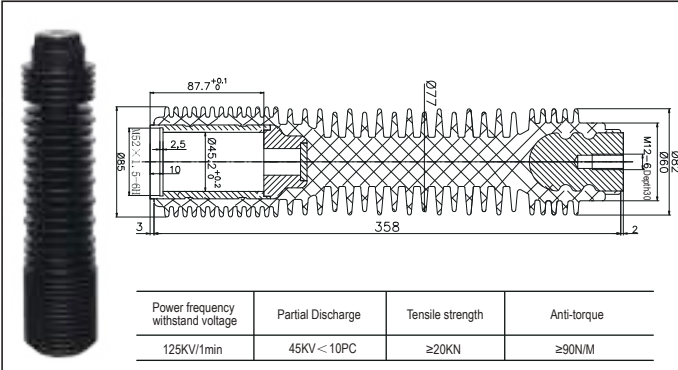 87.7 +0.1 0
Ø77
M52×1.5-6H
2,5
10
Ø45.2 +0.2 0
Ø85
M12-6,Depth30
Ø60
Ø82
3
358
2
Power frequency withstand voltage
Partial Discharge
Tensile strength
Anti-torque
125KV/1min
45KV＜10PC
≥20KN
≥90N/M